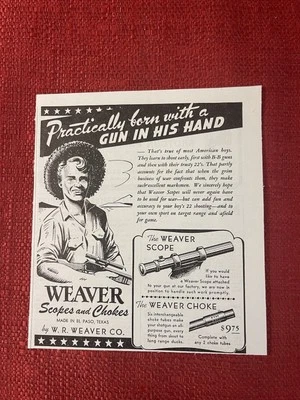 Practically born with a
GUN IN HIS HAND
— That's true of most American boys.
They learn to shoot early, first with B-B guns
and then with their trusty 22's. That partly
accounts for the fact that when the grim
business of war confronts them, they make
such excellent marksmen. We sincerely hope
that Weaver Scopes will never again have to
be used for war—but can add fun and
accuracy to your boy's 22 shooting—and to
your own sport on target range and afield
for game.
The WEAVER
SCOPE
If you would
like to have
a Weaver Scope attached
to your gun at our factory, we are now in
position to handle such work promptly.
WEAVER
Scopes and Chokes
MADE IN EL PASO, TEXAS
by W. R. WEAVER CO.
The WEAVER CHOKE
Six interchangeable
choke tubes make
your shotgun an all-
purpose gun, every
thing from skeet to
long range ducks.
$9.75
Complete with
any 2 choke tubes